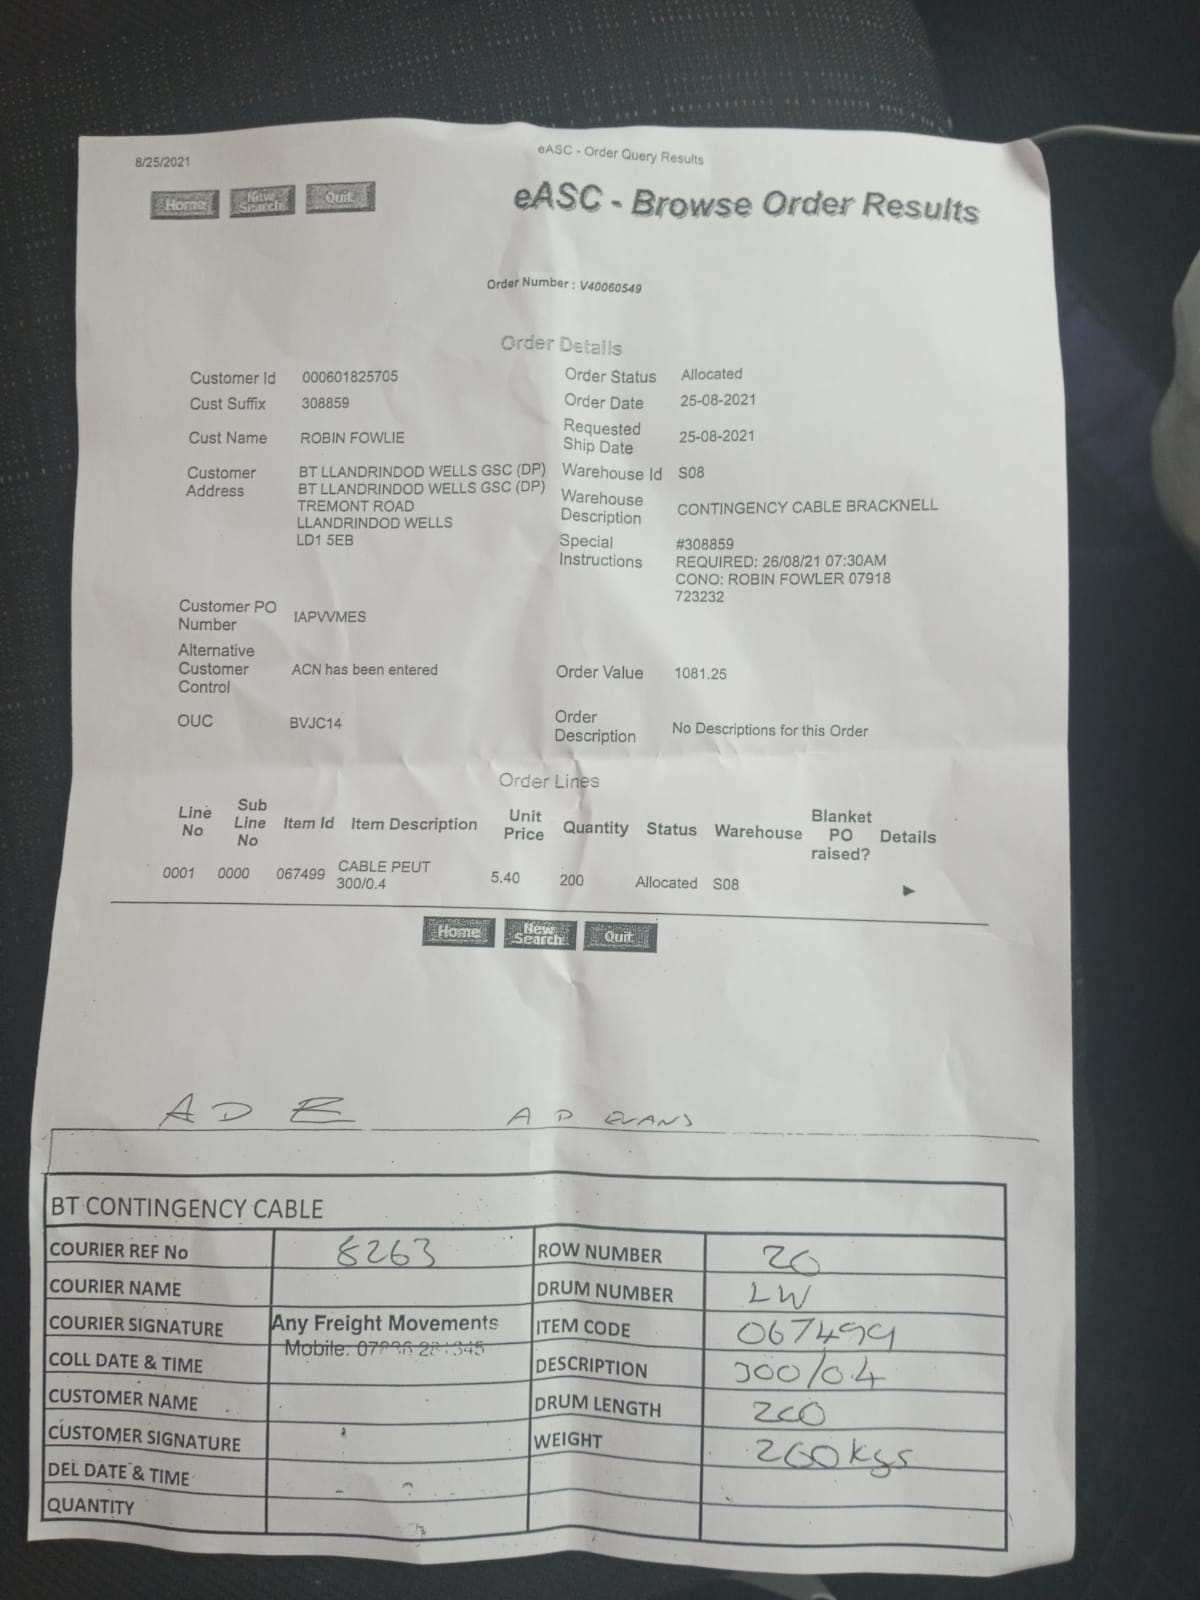 8/25/2021
eASC - Order Query Results
Home New Search Quit
eASC - Browse Order Results
Order Number : V40060549
Order Details
Customer Id 000601825705 Order Status Allocated
Cust Suffix 308859 Order Date 25-08-2021
Cust Name ROBIN FOWLIE Requested Ship Date 25-08-2021
Customer Address BT LLANDRINDOD WELLS GSC (DP) Warehouse Id S08
BT LLANDRINDOD WELLS GSC (DP)
TREMONT ROAD Warehouse Description CONTINGENCY CABLE BRACKNELL
LLANDRINDOD WELLS
LD1 5EB Special Instructions #308859
REQUIRED: 26/08/21 07:30AM
CONO: ROBIN FOWLER 07918
723232
Customer PO Number IAPVVMES
Alternative Customer Control ACN has been entered Order Value 1081.25
OUC BVJC14 Order Description No Descriptions for this Order
Order Lines
Line No Sub Line No Item Id Item Description Unit Price Quantity Status Warehouse Blanket PO raised? Details
0001 0000 067499 CABLE PEUT 300/0.4 5.40 200 Allocated S08
Home New Search Quit
A D E A D EVANS
BT CONTINGENCY CABLE
COURIER REF No 8263 ROW NUMBER 20
COURIER NAME DRUM NUMBER LW
COURIER SIGNATURE Any Freight Movements ITEM CODE 067499
Mobile:
COLL DATE & TIME DESCRIPTION 300/0.4
CUSTOMER NAME DRUM LENGTH 200
CUSTOMER SIGNATURE WEIGHT 260kgs
DEL DATE & TIME
QUANTITY